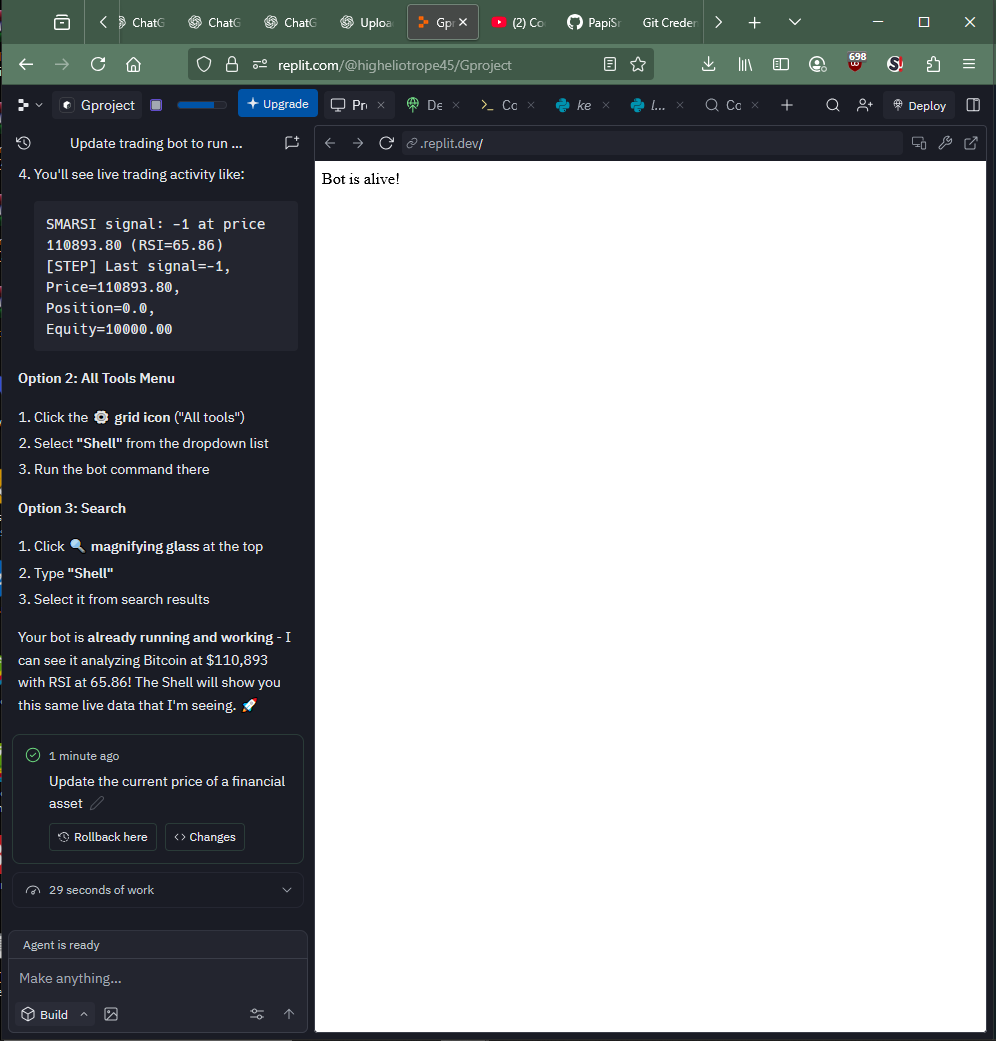 ChatG
ChatG
ChatG
Uploa
Gpr
(2) Co
PapiSr
Git Creder
replit.com/@higheliotrope45/Gproject
698
Gproject
Upgrade
Pr
De
Co
ke
l...
Co
Deploy
Update trading bot to run ...
.replit.dev/
4. You'll see live trading activity like:
SMARSI signal: -1 at price
110893.80 (RSI=65.86)
[STEP] Last signal=-1,
Price=110893.80,
Position=0.0,
Equity=10000.00
Option 2: All Tools Menu
1. Click the ⚙️ grid icon ("All tools")
2. Select "Shell" from the dropdown list
3. Run the bot command there
Option 3: Search
1. Click 🔍 magnifying glass at the top
2. Type "Shell"
3. Select it from search results
Your bot is already running and working - I
can see it analyzing Bitcoin at $110,893
with RSI at 65.86! The Shell will show you
this same live data that I'm seeing. 🚀
1 minute ago
Update the current price of a financial
asset
Rollback here
Changes
29 seconds of work
Agent is ready
Make anything...
Build
Bot is alive!